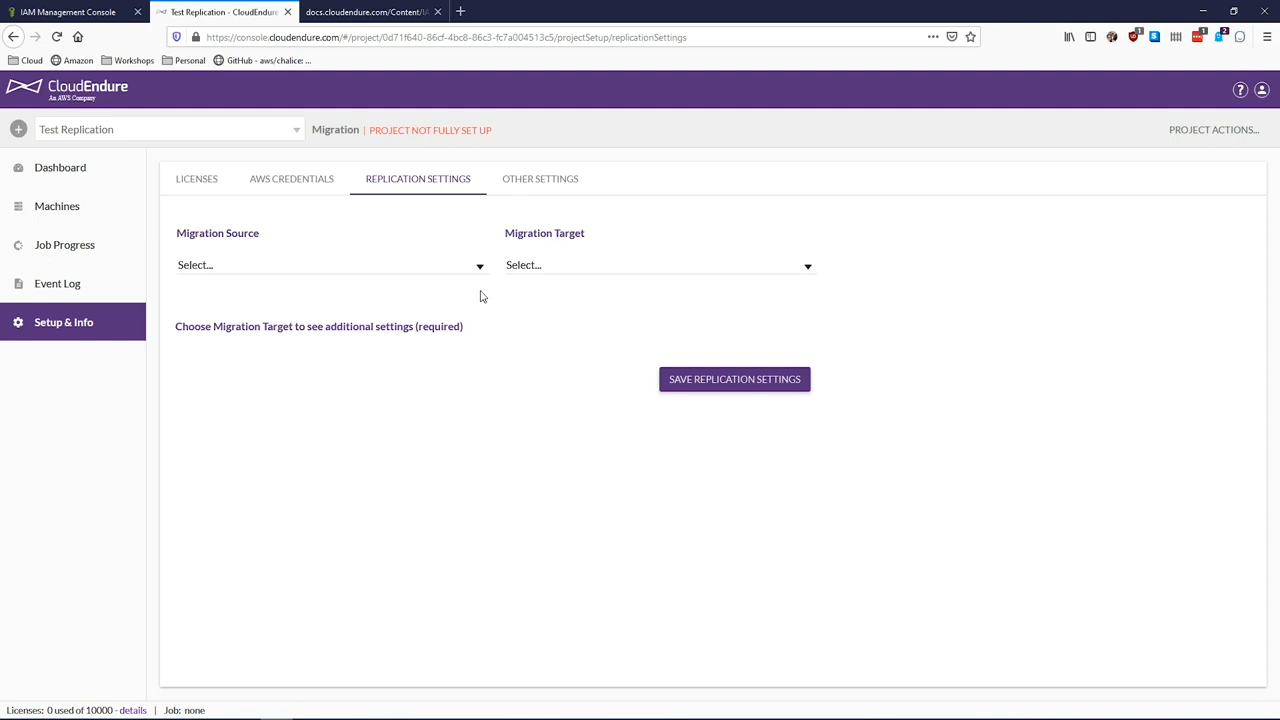 IAM Management Console
Test Replication - CloudEndure
docs.cloudendure.com/Content/IA
https://console.cloudendure.com/#/project/0d71f640-86cf-4bc8-86c3-fc7a004513c5/projectSetup/replicationSettings
Cloud
Amazon
Workshops
Personal
GitHub - aws/chalice: ...
CloudEndure
An AWS Company
Test Replication
Migration | PROJECT NOT FULLY SET UP
PROJECT ACTIONS...
Dashboard
Machines
Job Progress
Event Log
Setup & Info
LICENSES
AWS CREDENTIALS
REPLICATION SETTINGS
OTHER SETTINGS
Migration Source
Migration Target
Select...
Select...
Choose Migration Target to see additional settings (required)
SAVE REPLICATION SETTINGS
Licenses: 0 used of 10000 - details | Job: none